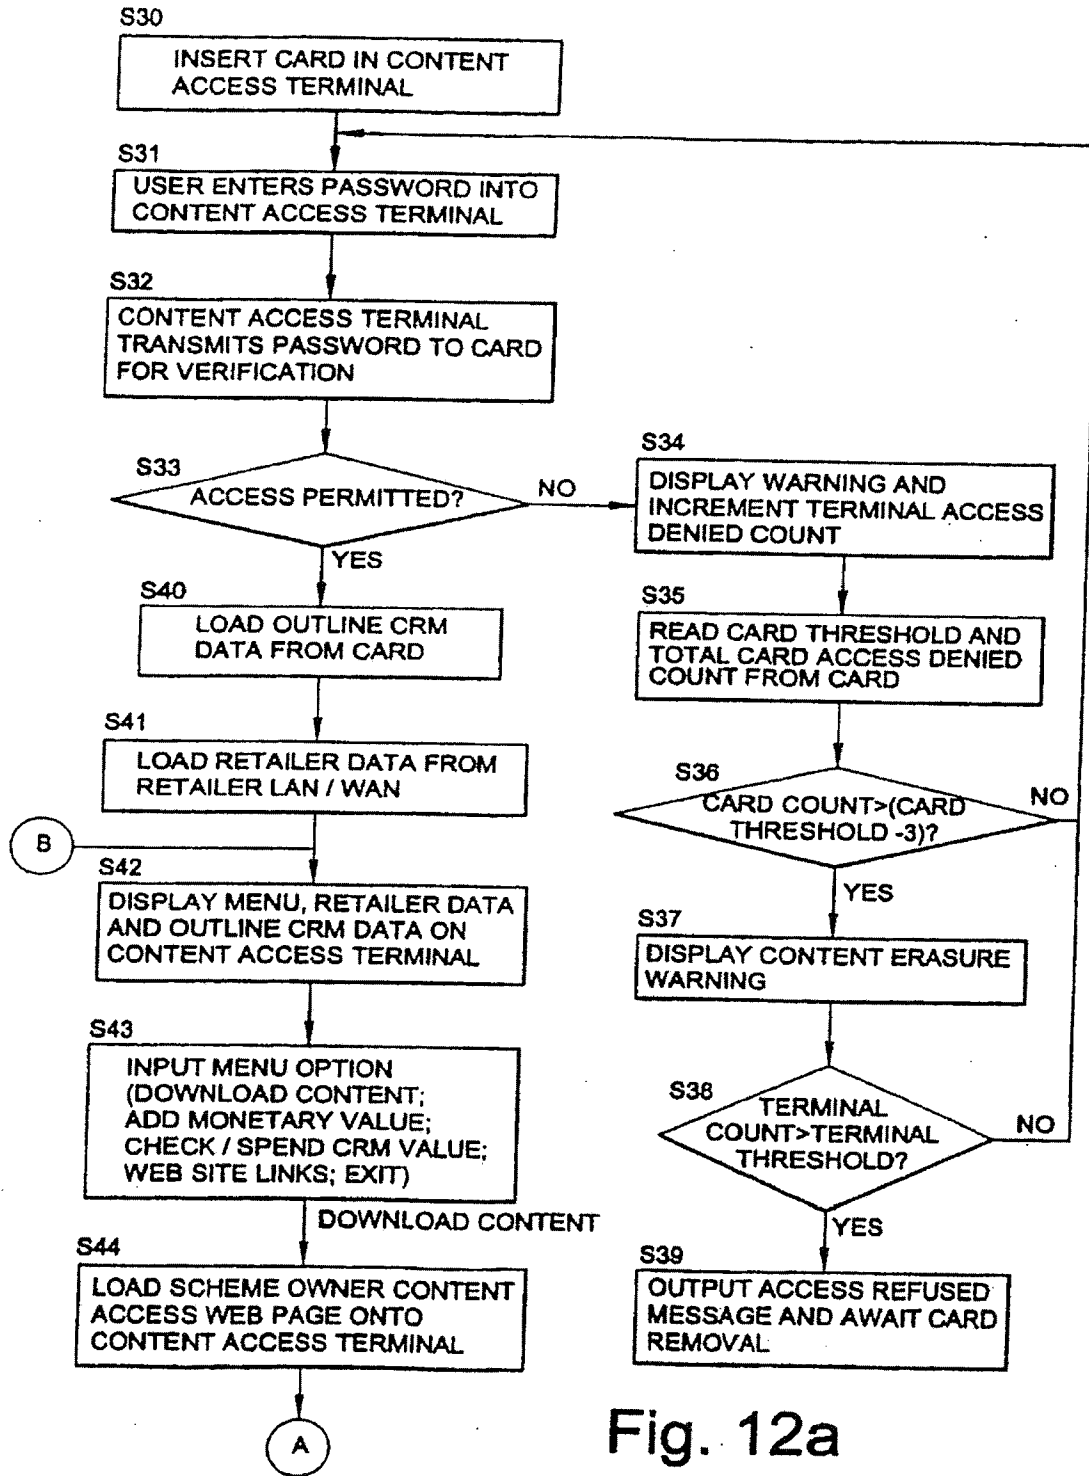 S30
INSERT CARD IN CONTENT
ACCESS TERMINAL
S31
USER ENTERS PASSWORD INTO
CONTENT ACCESS TERMINAL
S32
CONTENT ACCESS TERMINAL
TRANSMITS PASSWORD TO CARD
FOR VERIFICATION
S33
ACCESS PERMITTED?
NO
YES
S34
DISPLAY WARNING AND
INCREMENT TERMINAL ACCESS
DENIED COUNT
S35
READ CARD THRESHOLD AND
TOTAL CARD ACCESS DENIED
COUNT FROM CARD
S36
CARD COUNT>(CARD
THRESHOLD -3)?
NO
YES
S37
DISPLAY CONTENT ERASURE
WARNING
S38
TERMINAL
COUNT>TERMINAL
THRESHOLD?
NO
YES
S39
OUTPUT ACCESS REFUSED
MESSAGE AND AWAIT CARD
REMOVAL
S40
LOAD OUTLINE CRM
DATA FROM CARD
S41
LOAD RETAILER DATA FROM
RETAILER LAN / WAN
B
S42
DISPLAY MENU, RETAILER DATA
AND OUTLINE CRM DATA ON
CONTENT ACCESS TERMINAL
S43
INPUT MENU OPTION
(DOWNLOAD CONTENT;
ADD MONETARY VALUE;
CHECK / SPEND CRM VALUE;
WEB SITE LINKS; EXIT)
DOWNLOAD CONTENT
S44
LOAD SCHEME OWNER CONTENT
ACCESS WEB PAGE ONTO
CONTENT ACCESS TERMINAL
A
Fig. 12a